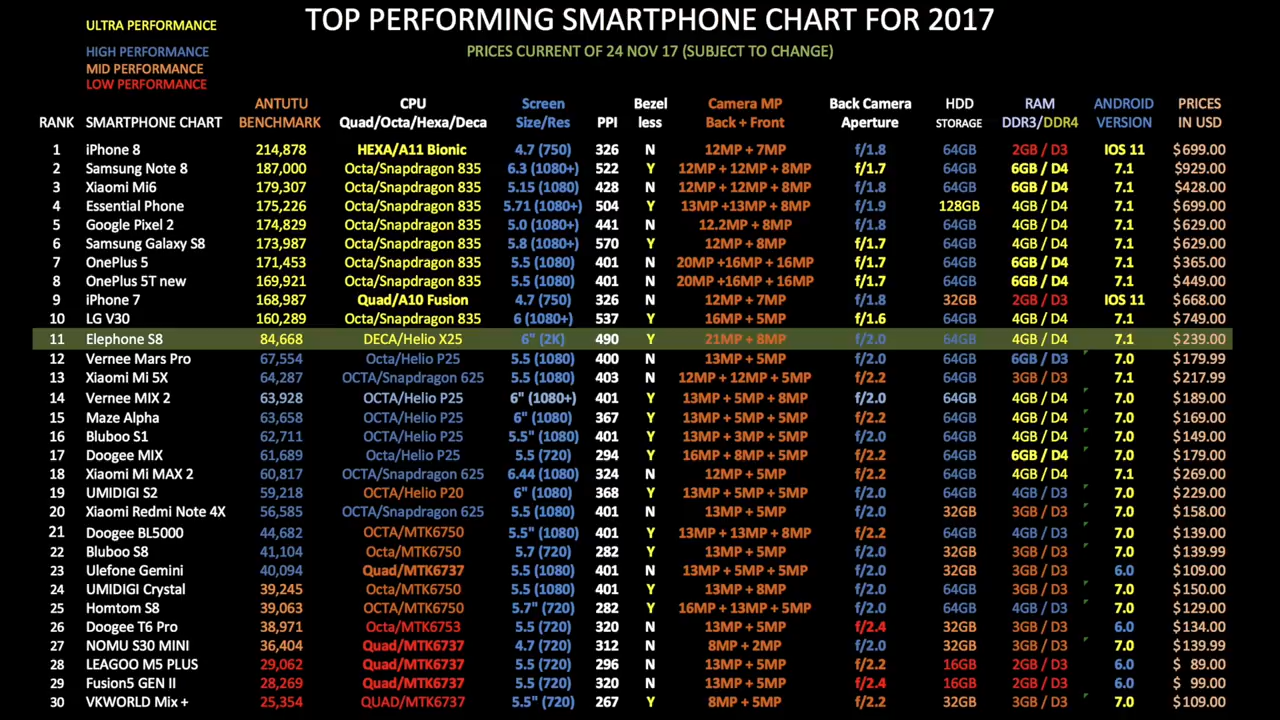 ULTRA PERFORMANCE
HIGH PERFORMANCE
MID PERFORMANCE
LOW PERFORMANCE
TOP PERFORMING SMARTPHONE CHART FOR 2017
PRICES CURRENT OF 24 NOV 17 (SUBJECT TO CHANGE)
ANTUTU CPU Screen Bezel Camera MP Back Camera HDD RAM ANDROID PRICES
RANK SMARTPHONE CHART BENCHMARK Quad/Octa/Hexa/Deca Size/Res PPI less Back + Front Aperture STORAGE DDR3/DDR4 VERSION IN USD
1 iPhone 8 214,878 HEXA/A11 Bionic 4.7 (750) 326 N 12MP + 7MP f/1.8 64GB 2GB / D3 IOS 11 $699.00
2 Samsung Note 8 187,000 Octa/Snapdragon 835 6.3 (1080+) 522 Y 12MP + 12MP + 8MP f/1.7 64GB 6GB / D4 7.1 $929.00
3 Xiaomi Mi6 179,307 Octa/Snapdragon 835 5.15 (1080) 428 N 12MP + 12MP + 8MP f/1.8 64GB 6GB / D4 7.1 $428.00
4 Essential Phone 175,226 Octa/Snapdragon 835 5.71 (1080+) 504 Y 13MP +13MP + 8MP f/1.9 128GB 4GB / D4 7.1 $699.00
5 Google Pixel 2 174,829 Octa/Snapdragon 835 5.0 (1080+) 441 N 12.2MP + 8MP f/1.8 64GB 4GB / D4 7.1 $629.00
6 Samsung Galaxy S8 173,987 Octa/Snapdragon 835 5.8 (1080+) 570 Y 12MP + 8MP f/1.7 64GB 4GB / D4 7.1 $629.00
7 OnePlus 5 171,453 Octa/Snapdragon 835 5.5 (1080) 401 N 20MP +16MP + 16MP f/1.7 64GB 6GB / D4 7.1 $365.00
8 OnePlus 5T new 169,921 Octa/Snapdragon 835 5.5 (1080) 401 N 20MP +16MP + 16MP f/1.7 64GB 6GB / D4 7.1 $449.00
9 iPhone 7 168,987 Quad/A10 Fusion 4.7 (750) 326 N 12MP + 7MP f/1.8 32GB 2GB / D3 IOS 11 $668.00
10 LG V30 160,289 Octa/Snapdragon 835 6 (1080+) 537 Y 16MP + 5MP f/1.6 64GB 4GB / D4 7.1 $749.00
11 Elephone S8 84,668 DECA/Helio X25 6" (2K) 490 Y 21MP + 8MP f/2.0 64GB 4GB / D4 7.1 $239.00
12 Vernee Mars Pro 67,554 Octa/Helio P25 5.5 (1080) 400 N 13MP + 5MP f/2.0 64GB 6GB / D3 7.0 $179.99
13 Xiaomi Mi 5X 64,287 OCTA/Snapdragon 625 5.5 (1080) 403 N 12MP + 12MP + 5MP f/2.2 64GB 3GB / D3 7.1 $217.99
14 Vernee MIX 2 63,928 OCTA/Helio P25 6" (1080+) 401 Y 13MP + 5MP + 8MP f/2.0 64GB 4GB / D4 7.0 $189.00
15 Maze Alpha 63,658 OCTA/Helio P25 6" (1080) 367 Y 13MP + 5MP + 5MP f/2.2 64GB 4GB / D4 7.0 $169.00
16 Bluboo S1 62,711 OCTA/Helio P25 5.5" (1080) 401 Y 13MP + 3MP + 5MP f/2.0 64GB 4GB / D4 7.0 $149.00
17 Doogee MIX 61,689 Octa/Helio P25 5.5" (720) 294 Y 16MP + 8MP + 5MP f/2.2 64GB 6GB / D4 7.0 $179.00
18 Xiaomi Mi MAX 2 60,817 OCTA/Snapdragon 625 6.44 (1080) 324 N 12MP + 5MP f/2.2 64GB 4GB / D4 7.1 $269.00
19 UMIDIGI S2 59,218 OCTA/Helio P20 6" (1080) 368 Y 13MP + 5MP + 5MP f/2.0 64GB 4GB / D3 7.0 $229.00
20 Xiaomi Redmi Note 4X 56,585 OCTA/Snapdragon 625 5.5 (1080) 401 N 13MP + 5MP f/2.0 32GB 3GB / D3 7.0 $158.00
21 Doogee BL5000 44,682 OCTA/MTK6750 5.5" (1080) 401 Y 13MP + 13MP + 8MP f/2.0 64GB 4GB / D3 7.0 $139.00
22 Bluboo S8 41,104 Octa/MTK6750 5.7 (720) 282 Y 13MP + 5MP f/2.0 32GB 3GB / D3 7.0 $139.99
23 Ulefone Gemini 40,094 Quad/MTK6737 5.5 (1080) 401 N 13MP + 5MP + 5MP f/2.0 32GB 3GB / D3 6.0 $109.00
24 UMIDIGI Crystal 39,245 Octa/MTK6750 5.5 (1080) 401 Y 13MP + 8MP f/2.0 64GB 4GB / D3 7.0 $150.00
25 Homtom S8 39,063 OCTA/MTK6750 5.7" (720) 282 Y 16MP + 13MP + 5MP f/2.0 64GB 4GB / D3 7.0 $129.00
26 Doogee T6 Pro 38,971 Octa/MTK6753 5.5 (720) 320 N 13MP + 5MP f/2.4 32GB 3GB / D3 6.0 $134.00
27 NOMU S30 MINI 36,404 Quad/MTK6737 4.7 (720) 312 N 8MP + 2MP f/2.0 32GB 3GB / D3 7.0 $139.99
28 LEAGOO M5 PLUS 29,062 Quad/MTK6737 5.5 (720) 296 N 13MP + 5MP f/2.2 16GB 2GB / D3 6.0 $ 89.00
29 Fusion5 GEN II 28,269 Quad/MTK6737 5.5 (720) 320 N 13MP + 5MP f/2.4 16GB 2GB / D3 6.0 $ 99.00
30 VKWORLD Mix + 25,354 QUAD/MTK6737 5.5" (720) 267 Y 8MP + 5MP f/2.2 32GB 3GB / D3 7.0 $109.00